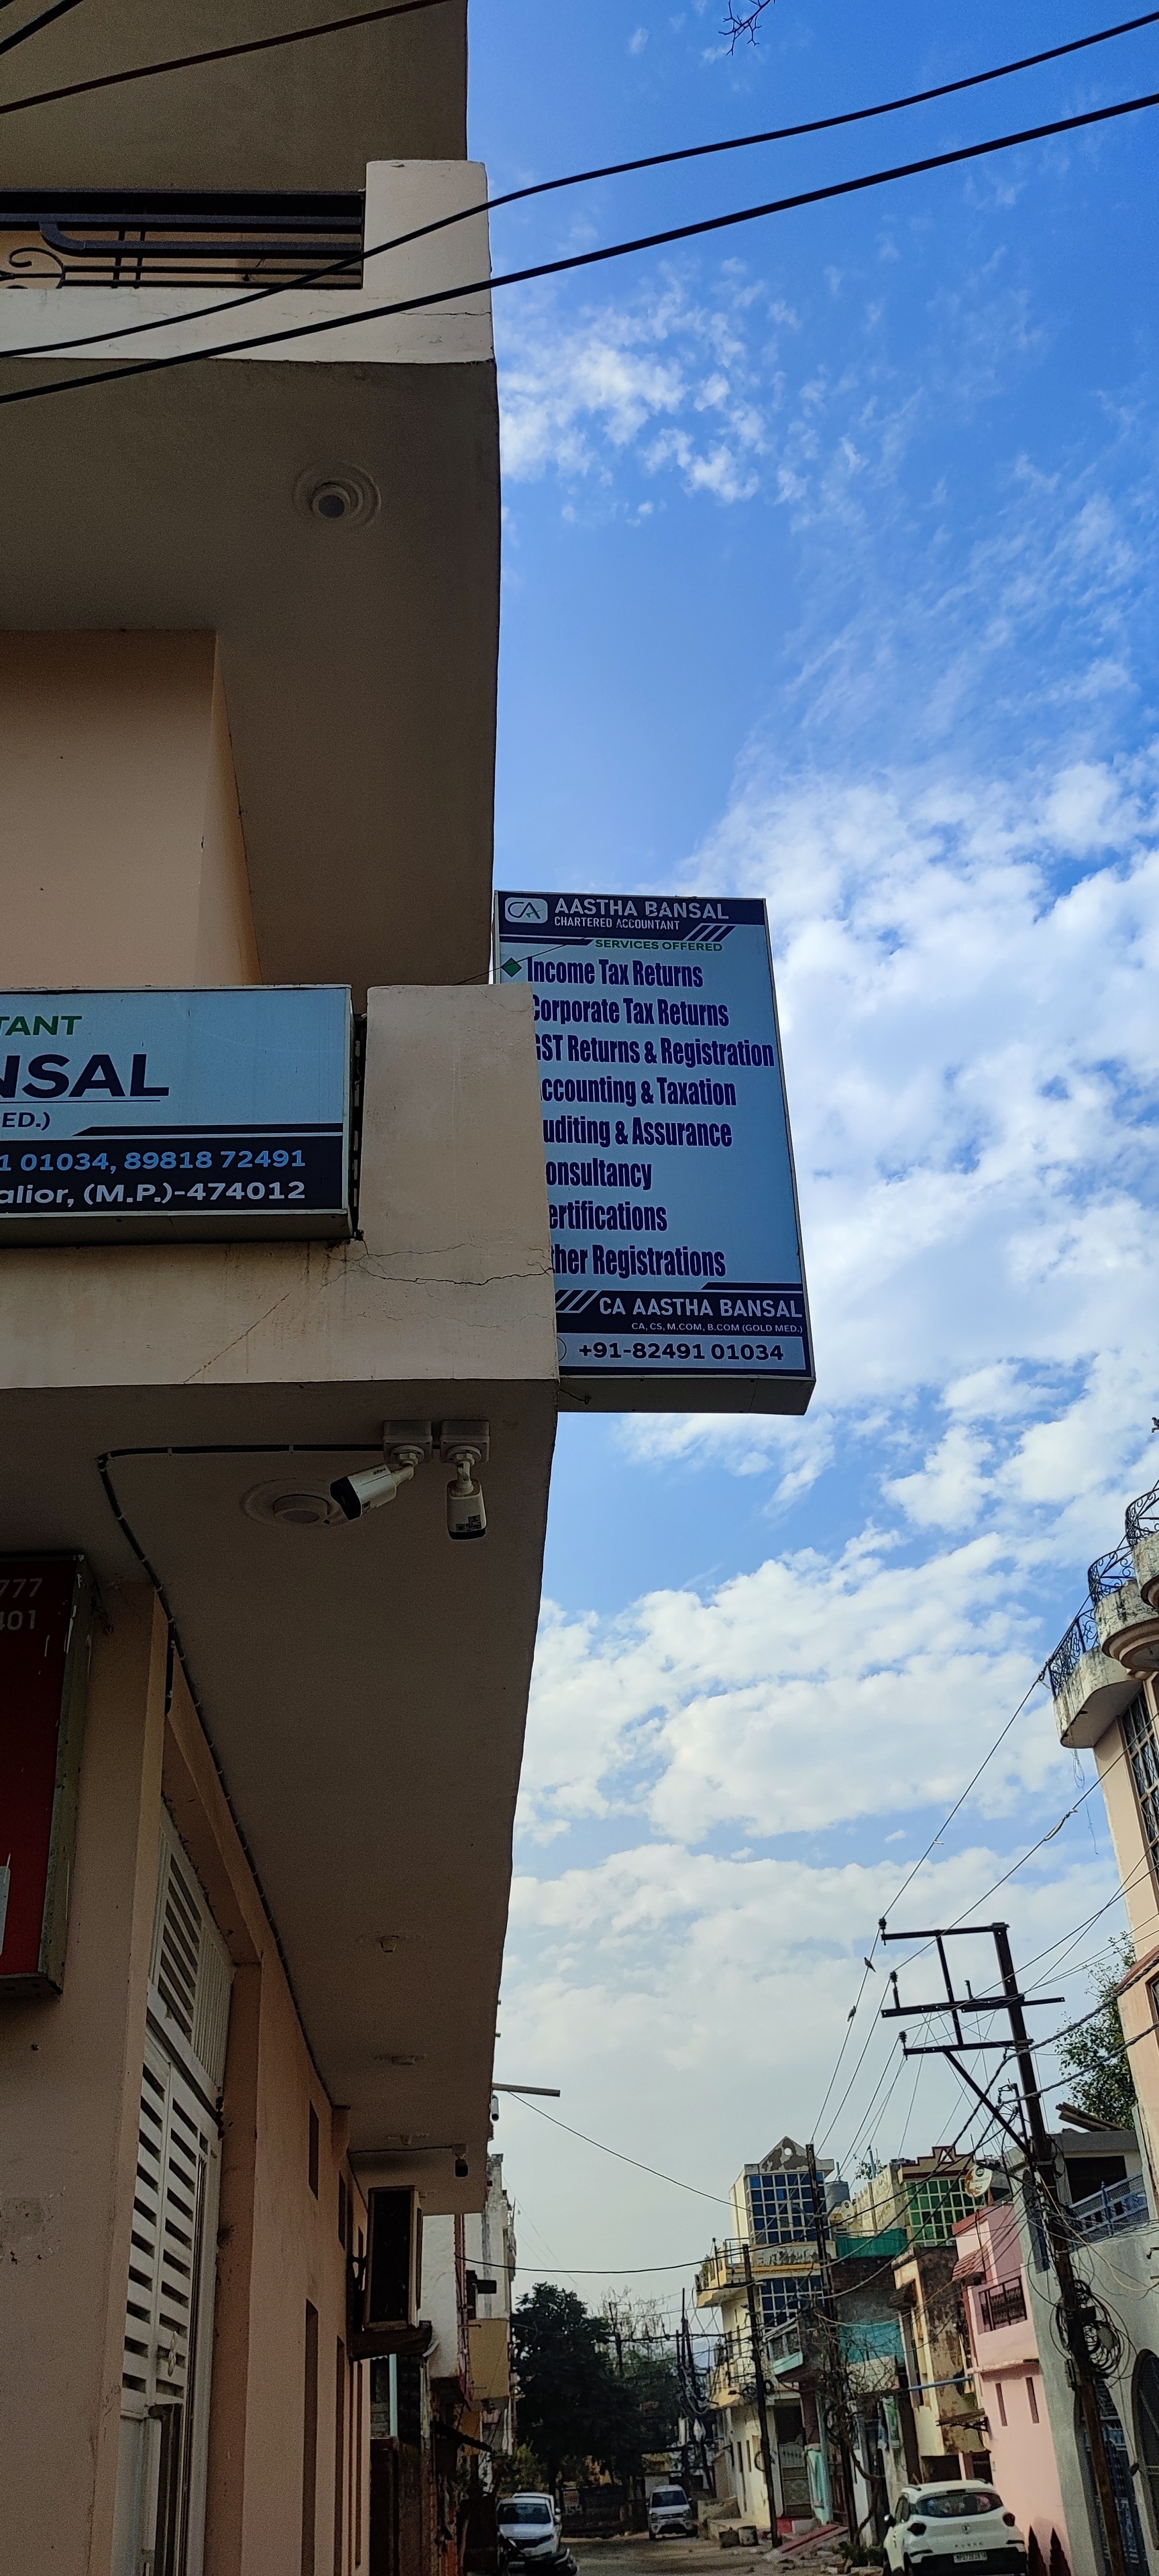 CA AASTHA BANSAL
CHARTERED ACCOUNTANT
SERVICES OFFERED
Income Tax Returns
Corporate Tax Returns
GST Returns & Registration
ccounting & Taxation
uditing & Assurance
onsultancy
ertifications
ther Registrations
CA AASTHA BANSAL
CA, CS, M.COM, B.COM (GOLD MED.)
+91-82491 01034
TANT
NSAL
ED.)
1 01034, 89818 72491
alior, (M.P.)-474012
777
401